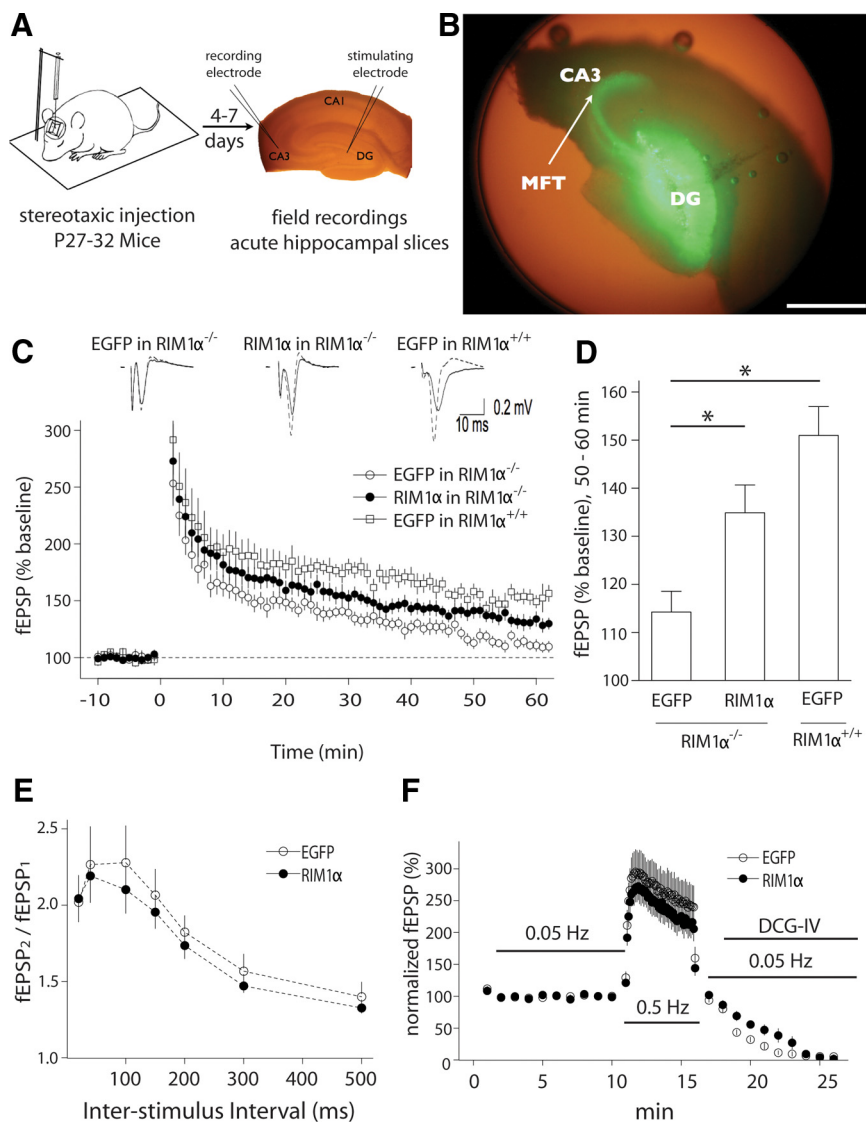 A
recording
electrode
stimulating
electrode
4-7
days
CA1
CA3
DG
stereotaxic injection
P27-32 Mice
field recordings
acute hippocampal slices
B
CA3
MFT
DG
C
EGFP in RIM1α-/-
RIM1α in RIM1α-/-
EGFP in RIM1α+/+
0.2 mV
10 ms
fEPSP (% baseline)
300
250
200
150
100
EGFP in RIM1α-/-
RIM1α in RIM1α-/-
EGFP in RIM1α+/+
-10
0
10
20
30
40
50
60
Time (min)
D
fEPSP (% baseline), 50 - 60 min
160
150
140
130
120
110
100
*
*
EGFP
RIM1α
EGFP
RIM1α-/-
RIM1α+/+
E
fEPSP2 / fEPSP1
2.5
2.0
1.5
1.0
EGFP
RIM1α
100
200
300
400
500
Inter-stimulus Interval (ms)
F
normalized fEPSP (%)
300
250
200
150
100
50
0
EGFP
RIM1α
0.05 Hz
0.5 Hz
DCG-IV
0.05 Hz
0
5
10
15
20
25
min